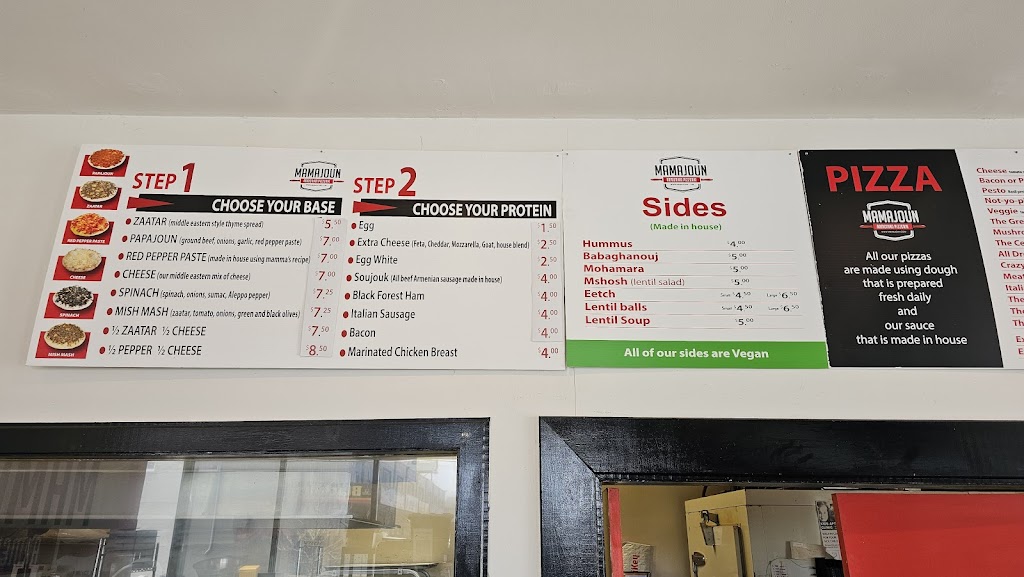 PAPAJOUN
ZAATAR
RED PEPPER PASTE
CHEESE
SPINACH
MISH MASH
STEP 1
MAMAJOUN
ARMENIAN PIZZERIA
CHOOSE YOUR BASE
ZAATAR (middle eastern style thyme spread) $5.50
PAPAJOUN (ground beef, onions, garlic, red pepper paste) $7.00
RED PEPPER PASTE (made in house using mamma's recipe) $7.00
CHEESE (our middle eastern mix of cheese) $7.00
SPINACH (spinach, onions, sumac, Aleppo pepper) $7.25
MISH MASH (zaatar, tomato, onions, green and black olives) $7.25
½ ZAATAR ½ CHEESE $7.50
½ PEPPER ½ CHEESE $8.50
STEP 2
CHOOSE YOUR PROTEIN
Egg $1.50
Extra Cheese (Feta, Cheddar, Mozzarella, Goat, house blend) $2.50
Egg White $2.50
Soujouk (All beef Armenian sausage made in house) $4.00
Black Forest Ham $4.00
Italian Sausage $4.00
Bacon $4.00
Marinated Chicken Breast $4.00
MAMAJOUN
ARMENIAN PIZZERIA
Sides
(Made in house)
Hummus $4.00
Babaghanouj $5.00
Mohamara $5.00
Mshosh (lentil salad) $5.00
Eetch Small $4.50 Large $6.50
Lentil balls Small $4.50 Large $6.50
Lentil Soup $5.00
All of our sides are Vegan
PIZZA
MAMAJOUN
ARMENIAN PIZZERIA
All our pizzas
are made using dough
that is prepared
fresh daily
and
our sauce
that is made in house
Cheese
Bacon or P
Pesto
Not-yo-p
Veggie
The Gre
Mushro
The Ce
All Dr
Crazy
Meat
Itali
The
The
The
Ex
E